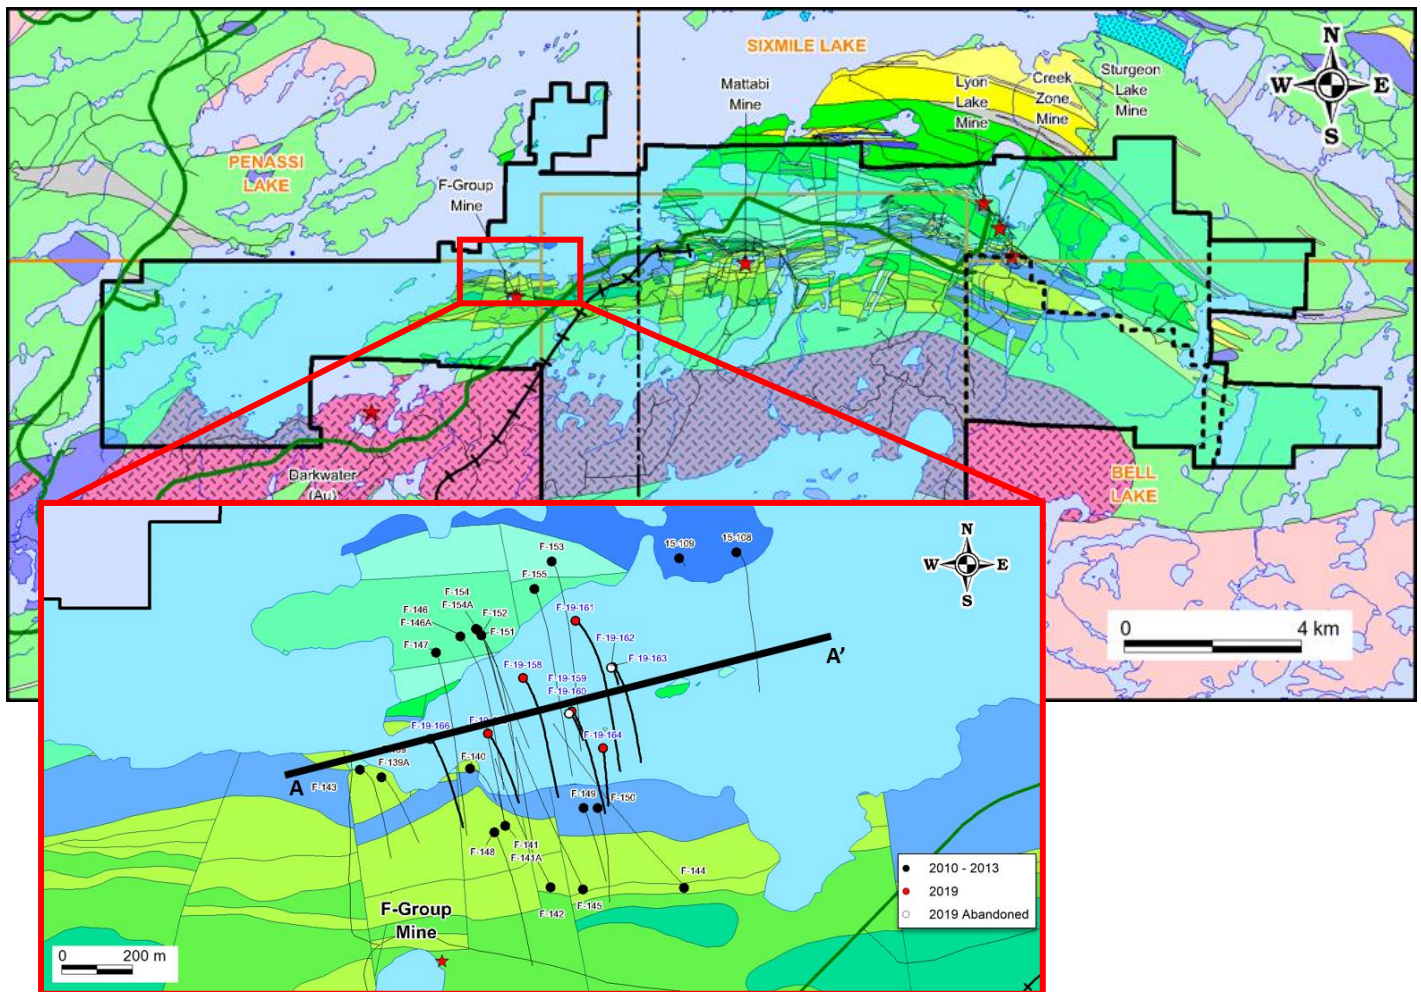 SIXMILE LAKE
N
W
E
S
Mattabi
Mine
Lyon
Lake
Mine
Creek
Zone
Mine
Sturgeon
Lake
Mine
PENASSI
LAKE
F-Group
Mine
0
4 km
Darkwater
(Au)
BELL
LAKE
N
W
E
S
F-153
15-109
15-108
F-155
F-154
F-154A
F-152
F-151
F-146
F-146A
F-147
F-19-161
F-19-162
F-19-163
F-19-158
F-19-159
F-19-160
A'
F-19-166
F-19-164
F-139A
F-140
A
F-143
F-149
F-150
F-148
F-141
F-141A
F-144
F-142
F-145
2010 - 2013
2019
2019 Abandoned
F-Group
Mine
0
200 m